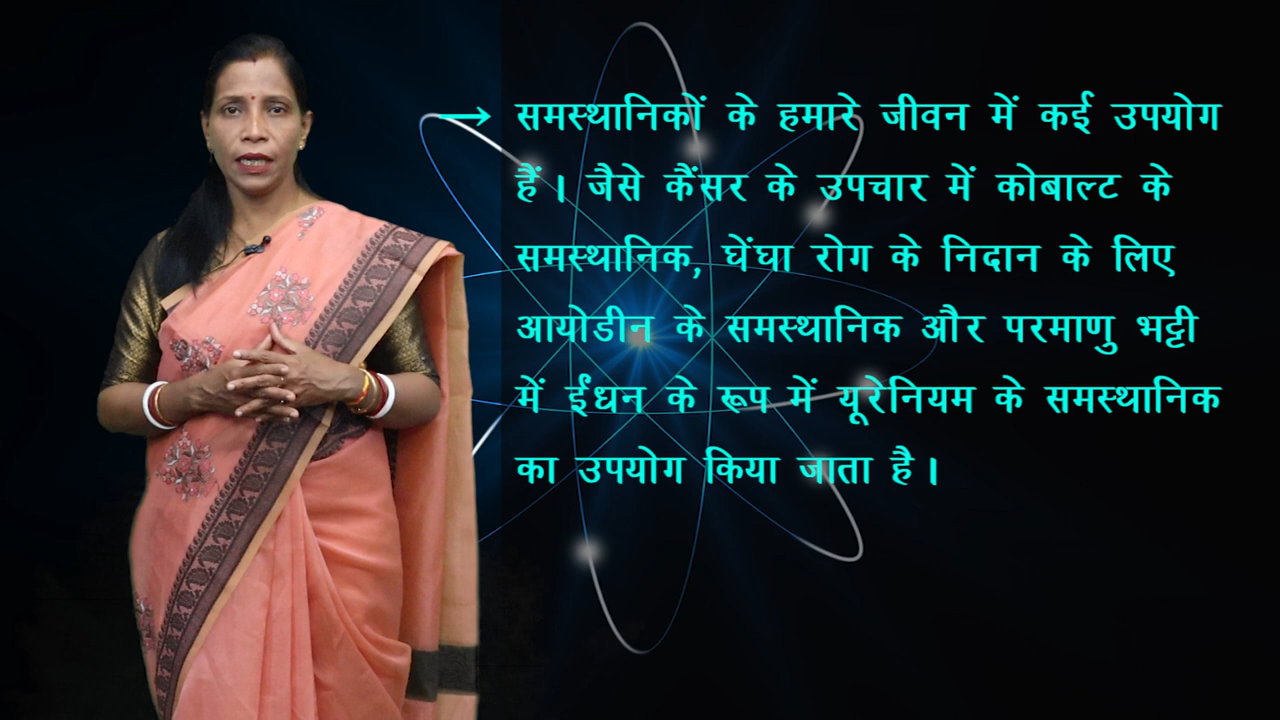 → समस्थानिकों के हमारे जीवन में कई उपयोग
हैं। जैसे कैंसर के उपचार में कोबाल्ट के
समस्थानिक, घेंघा रोग के निदान के लिए
आयोडीन के समस्थानिक और परमाणु भट्टी
में ईंधन के रूप में यूरेनियम के समस्थानिक
का उपयोग किया जाता है।